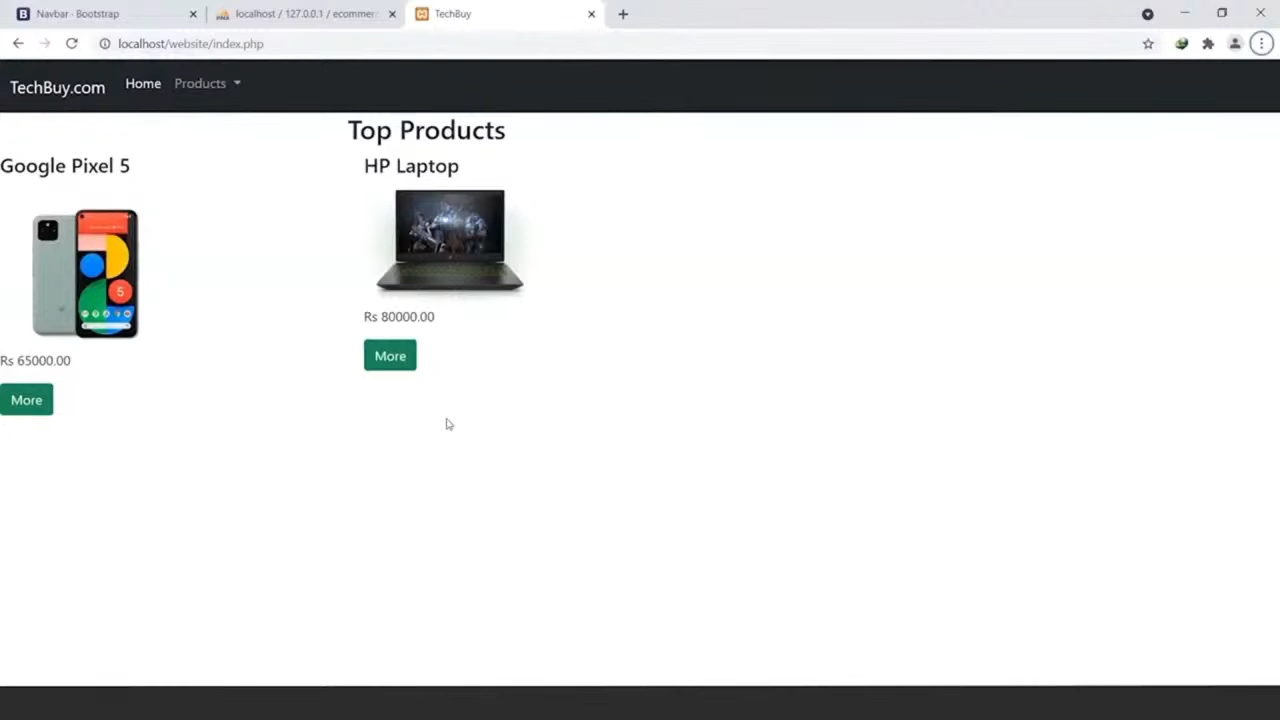 Navbar · Bootstrap
localhost / 127.0.0.1 / ecommer
TechBuy
localhost/website/index.php
TechBuy.com Home Products
Top Products
Google Pixel 5
HP Laptop
5
Rs 80000.00
More
Rs 65000.00
More